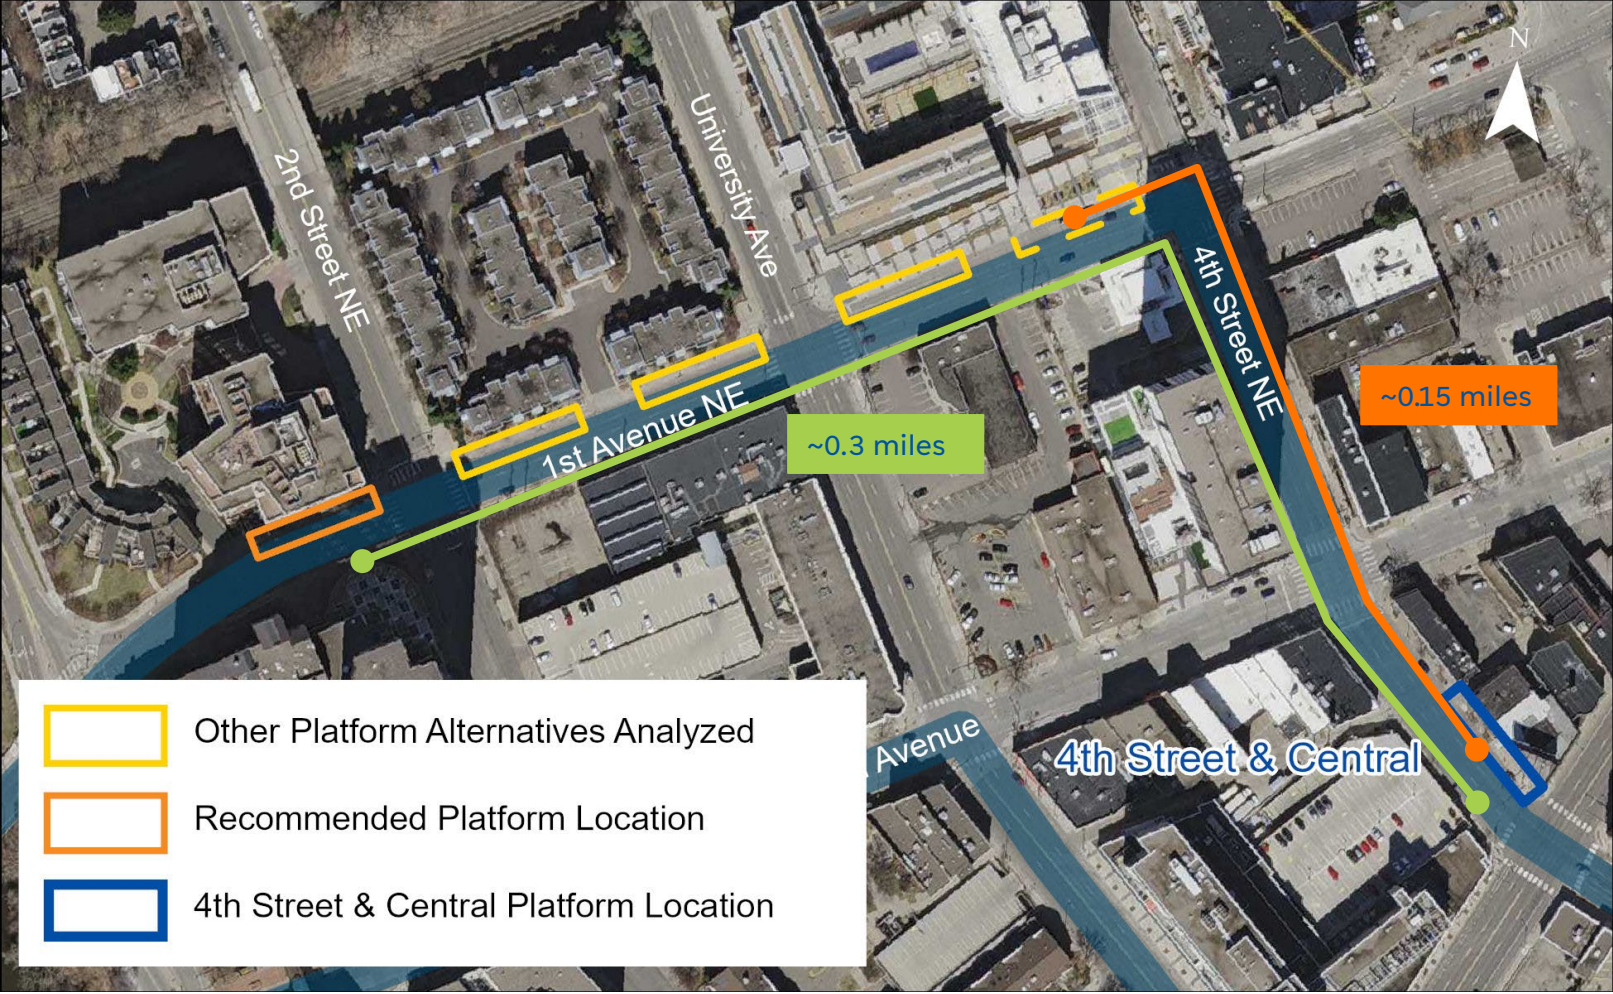 N
2nd Street NE
University Ave
4th Street NE
1st Avenue NE
~0.15 miles
~0.3 miles
Avenue
4th Street & Central
Other Platform Alternatives Analyzed
Recommended Platform Location
4th Street & Central Platform Location